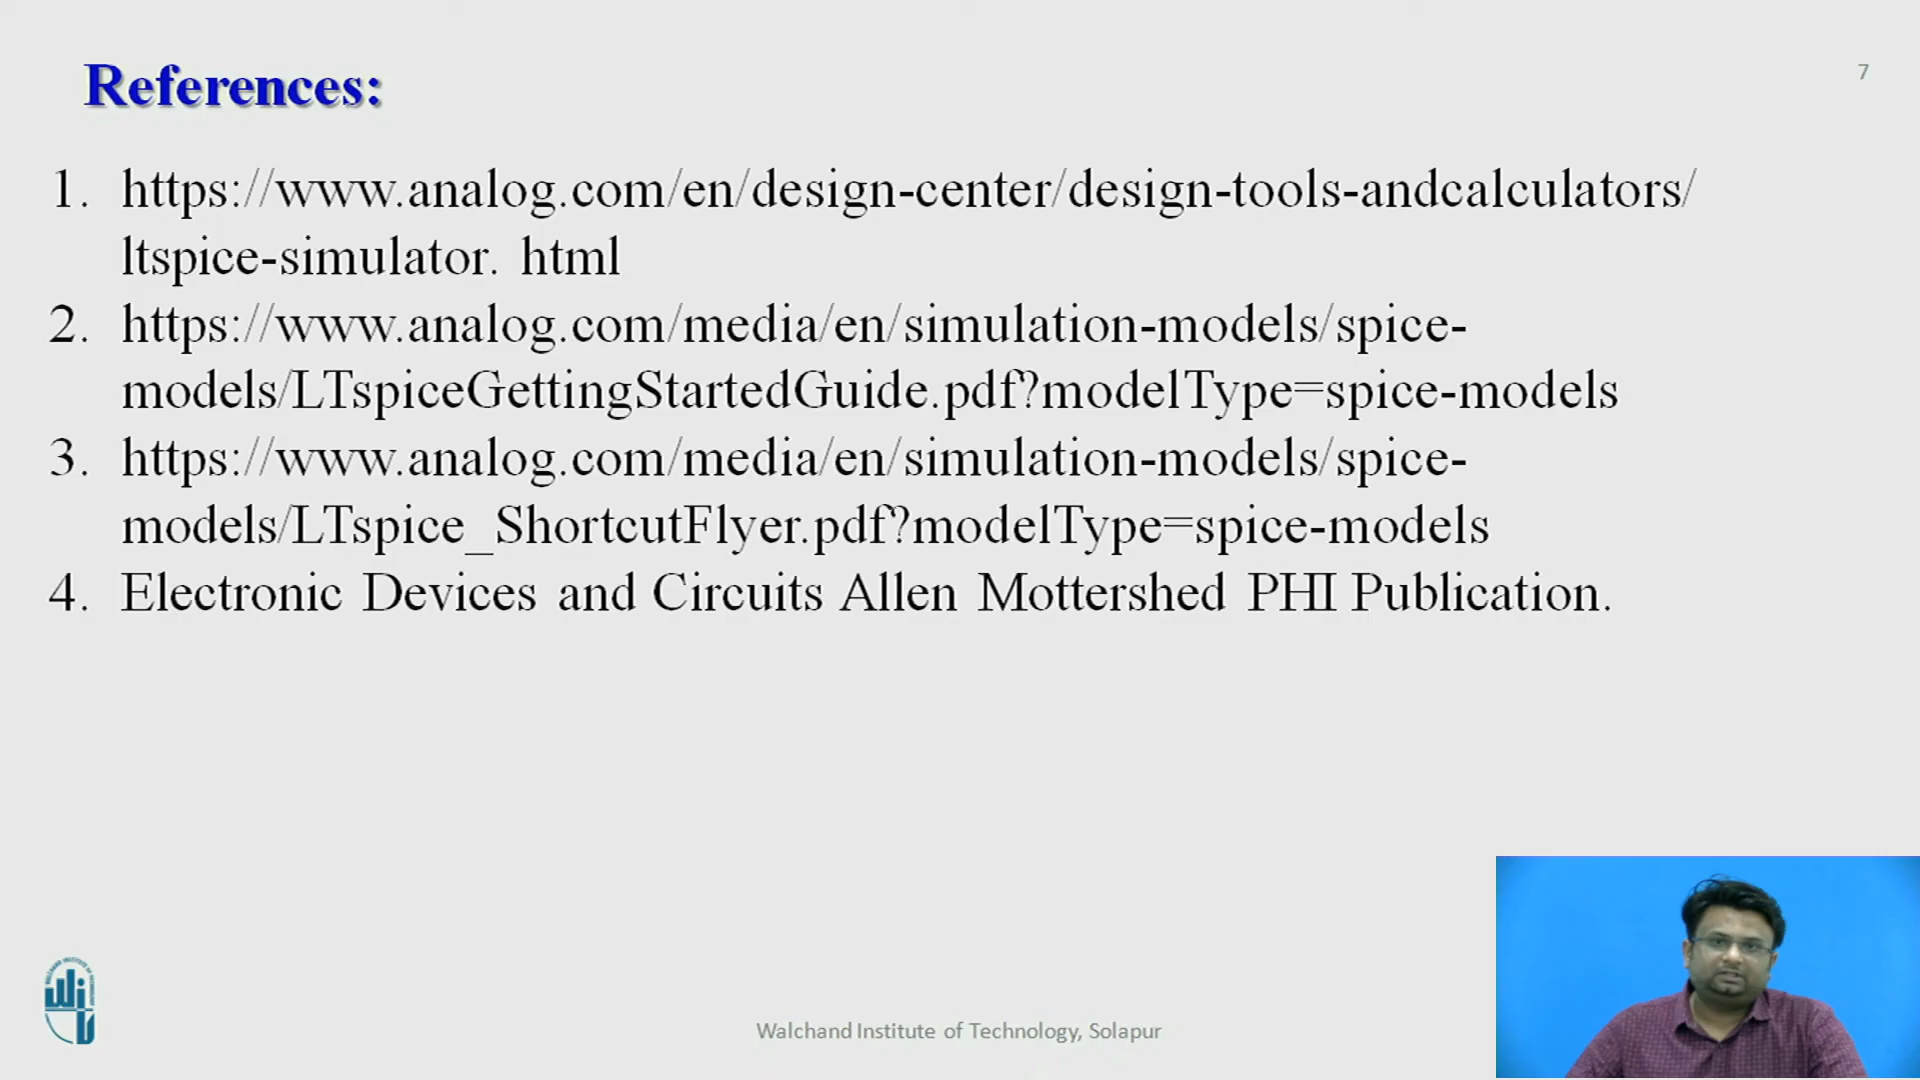 References:
7
1. https://www.analog.com/en/design-center/design-tools-andcalculators/
ltspice-simulator. html
2. https://www.analog.com/media/en/simulation-models/spice-
models/LTspiceGettingStartedGuide.pdf?modelType=spice-models
3. https://www.analog.com/media/en/simulation-models/spice-
models/LTspice_ShortcutFlyer.pdf?modelType=spice-models
4. Electronic Devices and Circuits Allen Mottershed PHI Publication.
Walchand Institute of Technology, Solapur